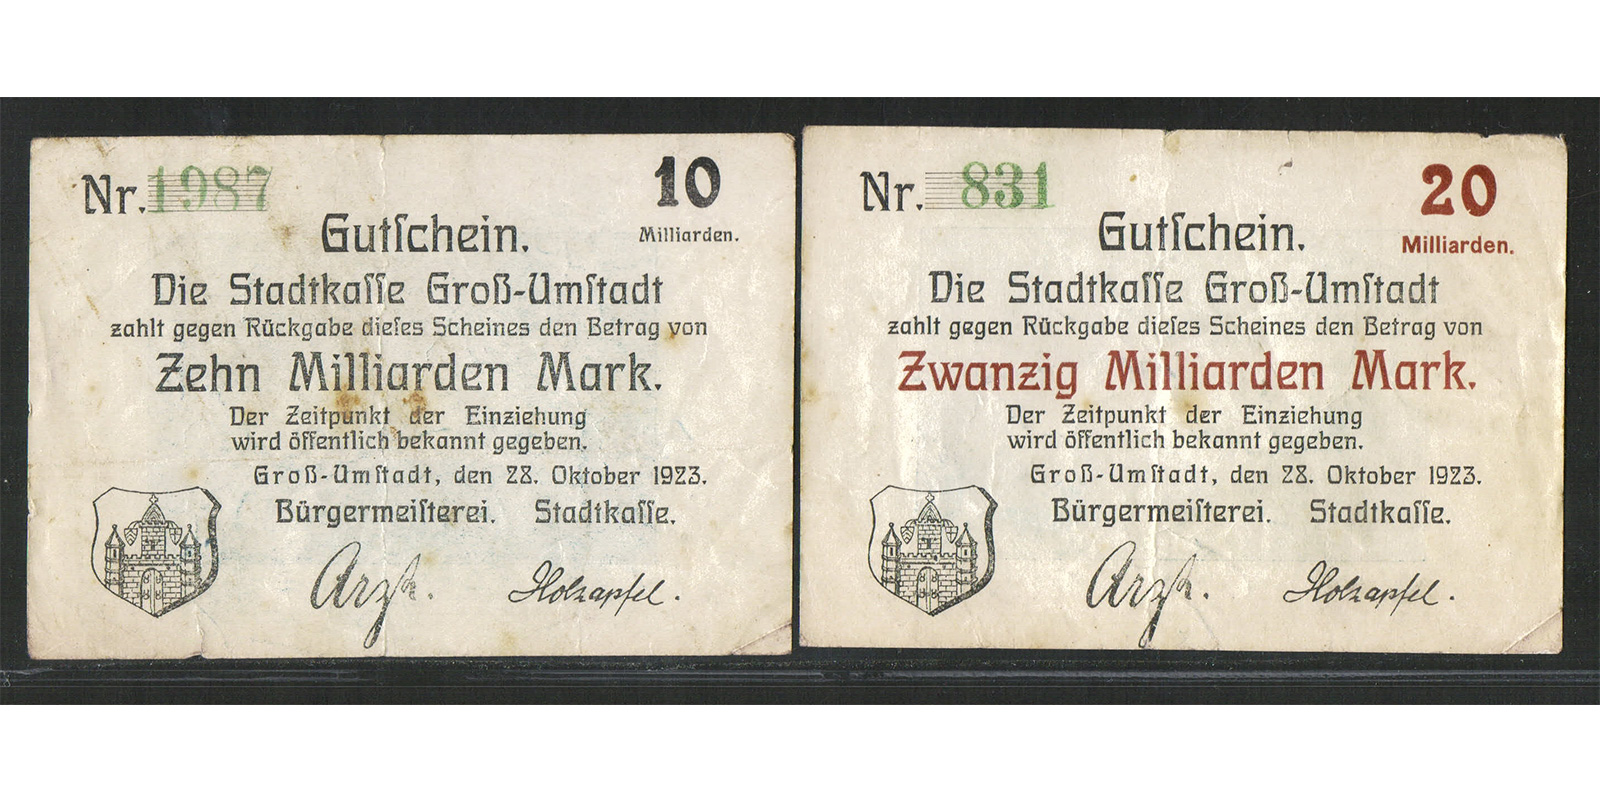 Nr. 1987
10
Milliarden.
Gutſchein.
Die Stadtkaſſe Groß-Umſtadt
zahlt gegen Rückgabe dieſes Scheines den Betrag von
Zehn Milliarden Mark.
Der Zeitpunkt der Einziehung
wird öffentlich bekannt gegeben.
Groß-Umſtadt, den 28. Oktober 1923.
Bürgermeiſterei. Stadtkaſſe.
Holzapfel.
Nr. 831
20
Milliarden.
Gutſchein.
Die Stadtkaſſe Groß-Umſtadt
zahlt gegen Rückgabe dieſes Scheines den Betrag von
Zwanzig Milliarden Mark.
Der Zeitpunkt der Einziehung
wird öffentlich bekannt gegeben.
Groß-Umſtadt, den 28. Oktober 1923.
Bürgermeiſterei. Stadtkaſſe.
Holzapfel.